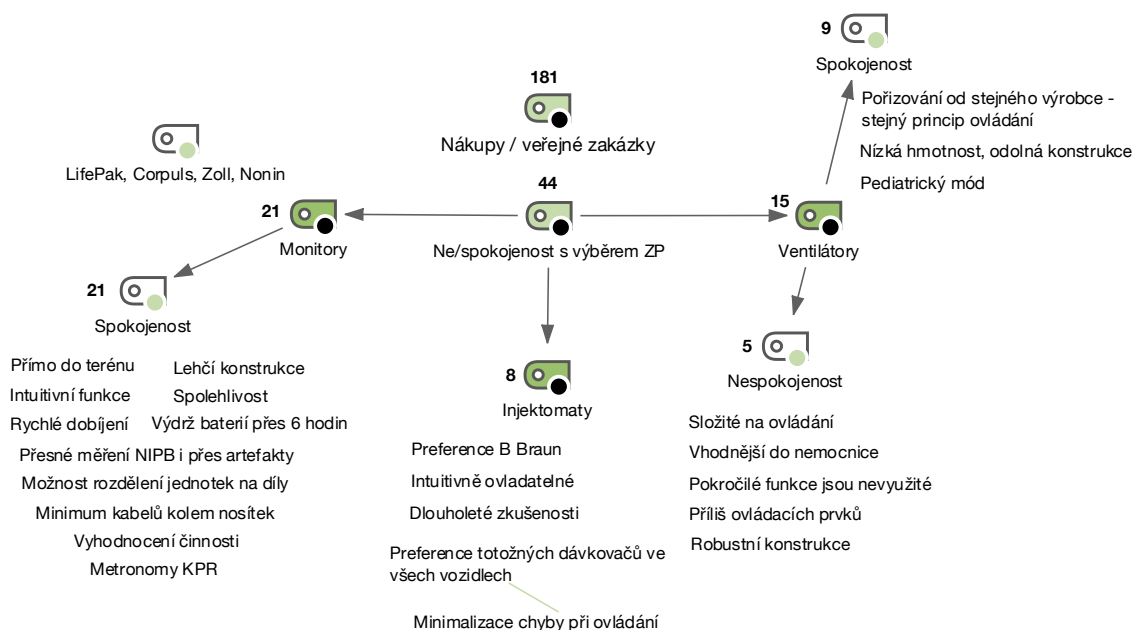 9
Spokojenost
Pořizování od stejného výrobce -
stejný princip ovládání
Nízká hmotnost, odolná konstrukce
Pediatrický mód
181
Nákupy / veřejné zakázky
LifePak, Corpuls, Zoll, Nonin
44
Ne/spokojenost s výběrem ZP
21
Monitory
15
Ventilátory
21
Spokojenost
Přímo do terénu
Lehčí konstrukce
Intuitivní funkce
Spolehlivost
Rychlé dobíjení
Výdrž baterií přes 6 hodin
Přesné měření NIPB i přes artefakty
Možnost rozdělení jednotek na díly
Minimum kabelů kolem nosítek
Vyhodnocení činnosti
Metronomy KPR
8
Injektomaty
Preference B Braun
Intuitivně ovladatelné
Dlouholeté zkušenosti
Preference totožných dávkovačů ve
všech vozidlech
Minimalizace chyby při ovládání
5
Nespokojenost
Složité na ovládání
Vhodnější do nemocnice
Pokročilé funkce jsou nevyužité
Příliš ovládacích prvků
Robustní konstrukce